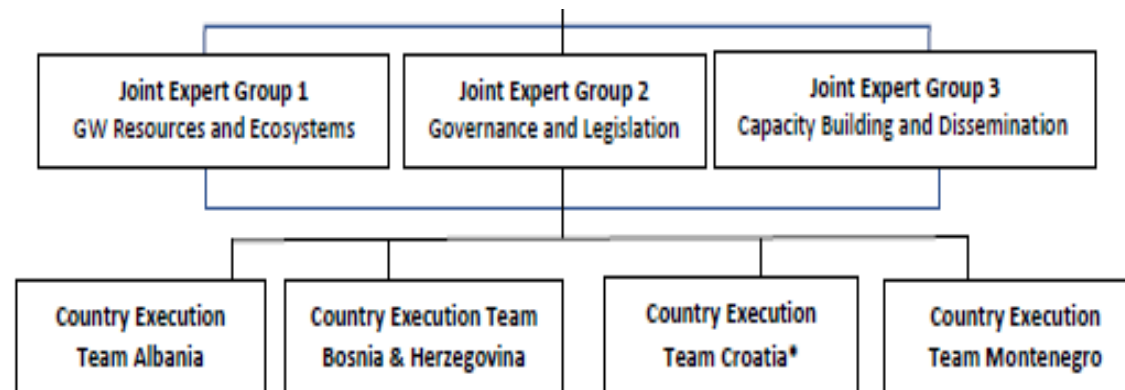 Joint Expert Group 1
GW Resources and Ecosystems
Joint Expert Group 2
Governance and Legislation
Joint Expert Group 3
Capacity Building and Dissemination
Country Execution
Team Albania
Country Execution Team
Bosnia & Herzegovina
Country Execution
Team Croatia*
Country Execution
Team Montenegro